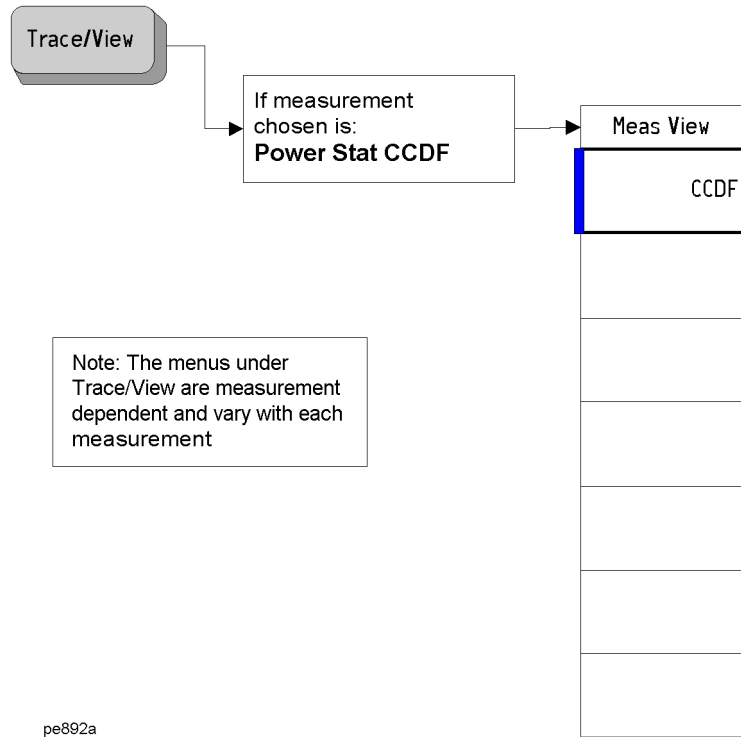 Trace/View
If measurement
chosen is:
Power Stat CCDF
Meas View
CCDF
Note: The menus under
Trace/View are measurement
dependent and vary with each
measurement
pe892a